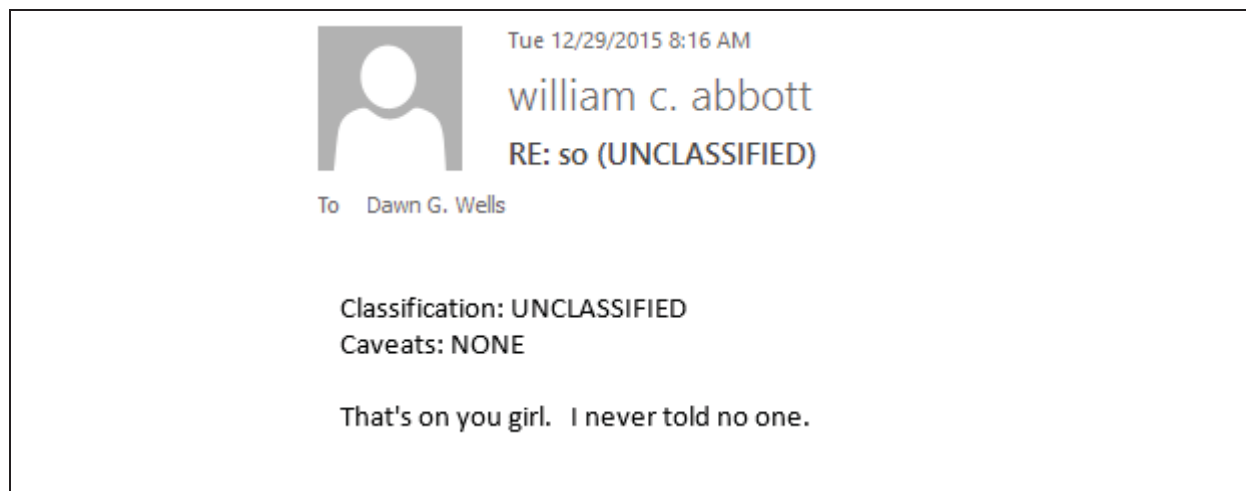 Tue 12/29/2015 8:16 AM
william c. abbott
RE: so (UNCLASSIFIED)
To Dawn G. Wells
Classification: UNCLASSIFIED
Caveats: NONE
That's on you girl. I never told no one.